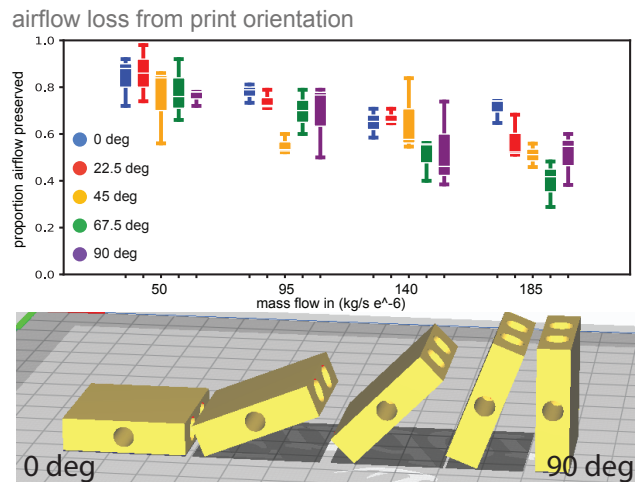 airflow loss from print orientation
proportion airflow preserved
1.0
0.8
0.6
0.4
0.2
0.0
0 deg
22.5 deg
45 deg
67.5 deg
90 deg
50
95
140
185
mass flow in (kg/s e^-6)
0 deg
90 deg